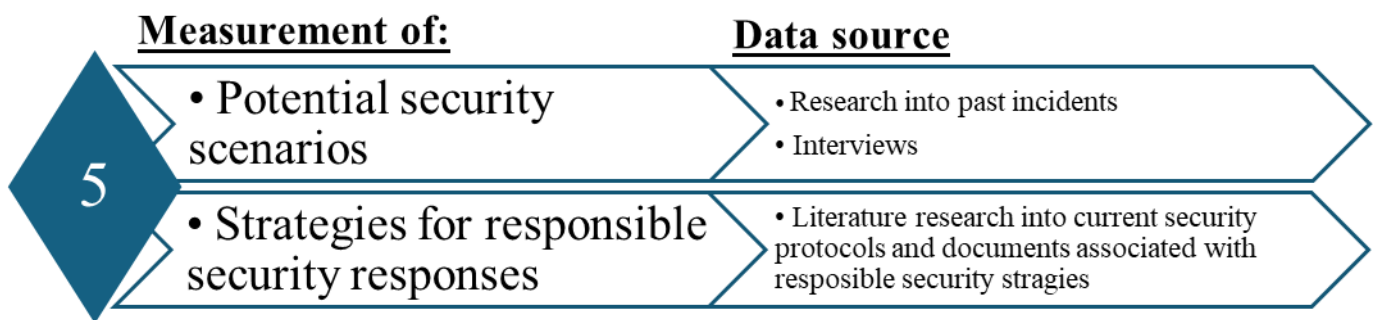 Measurement of:
Data source
5
• Potential security
scenarios
• Research into past incidents
• Interviews
• Strategies for responsible
security responses
• Literature research into current security
protocols and documents associated with
resposible security stragies